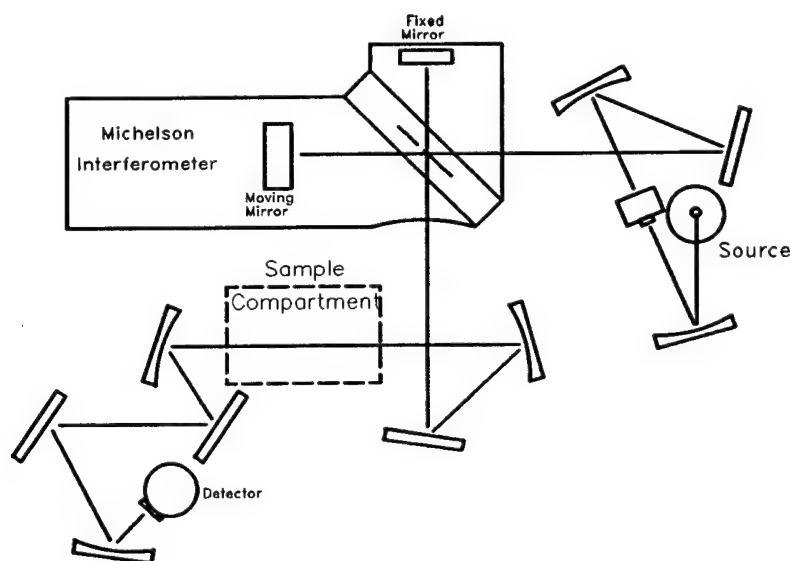 Fixed
Mirror
Michelson
Interferometer
Moving
Mirror
Source
Sample
Compartment
Detector